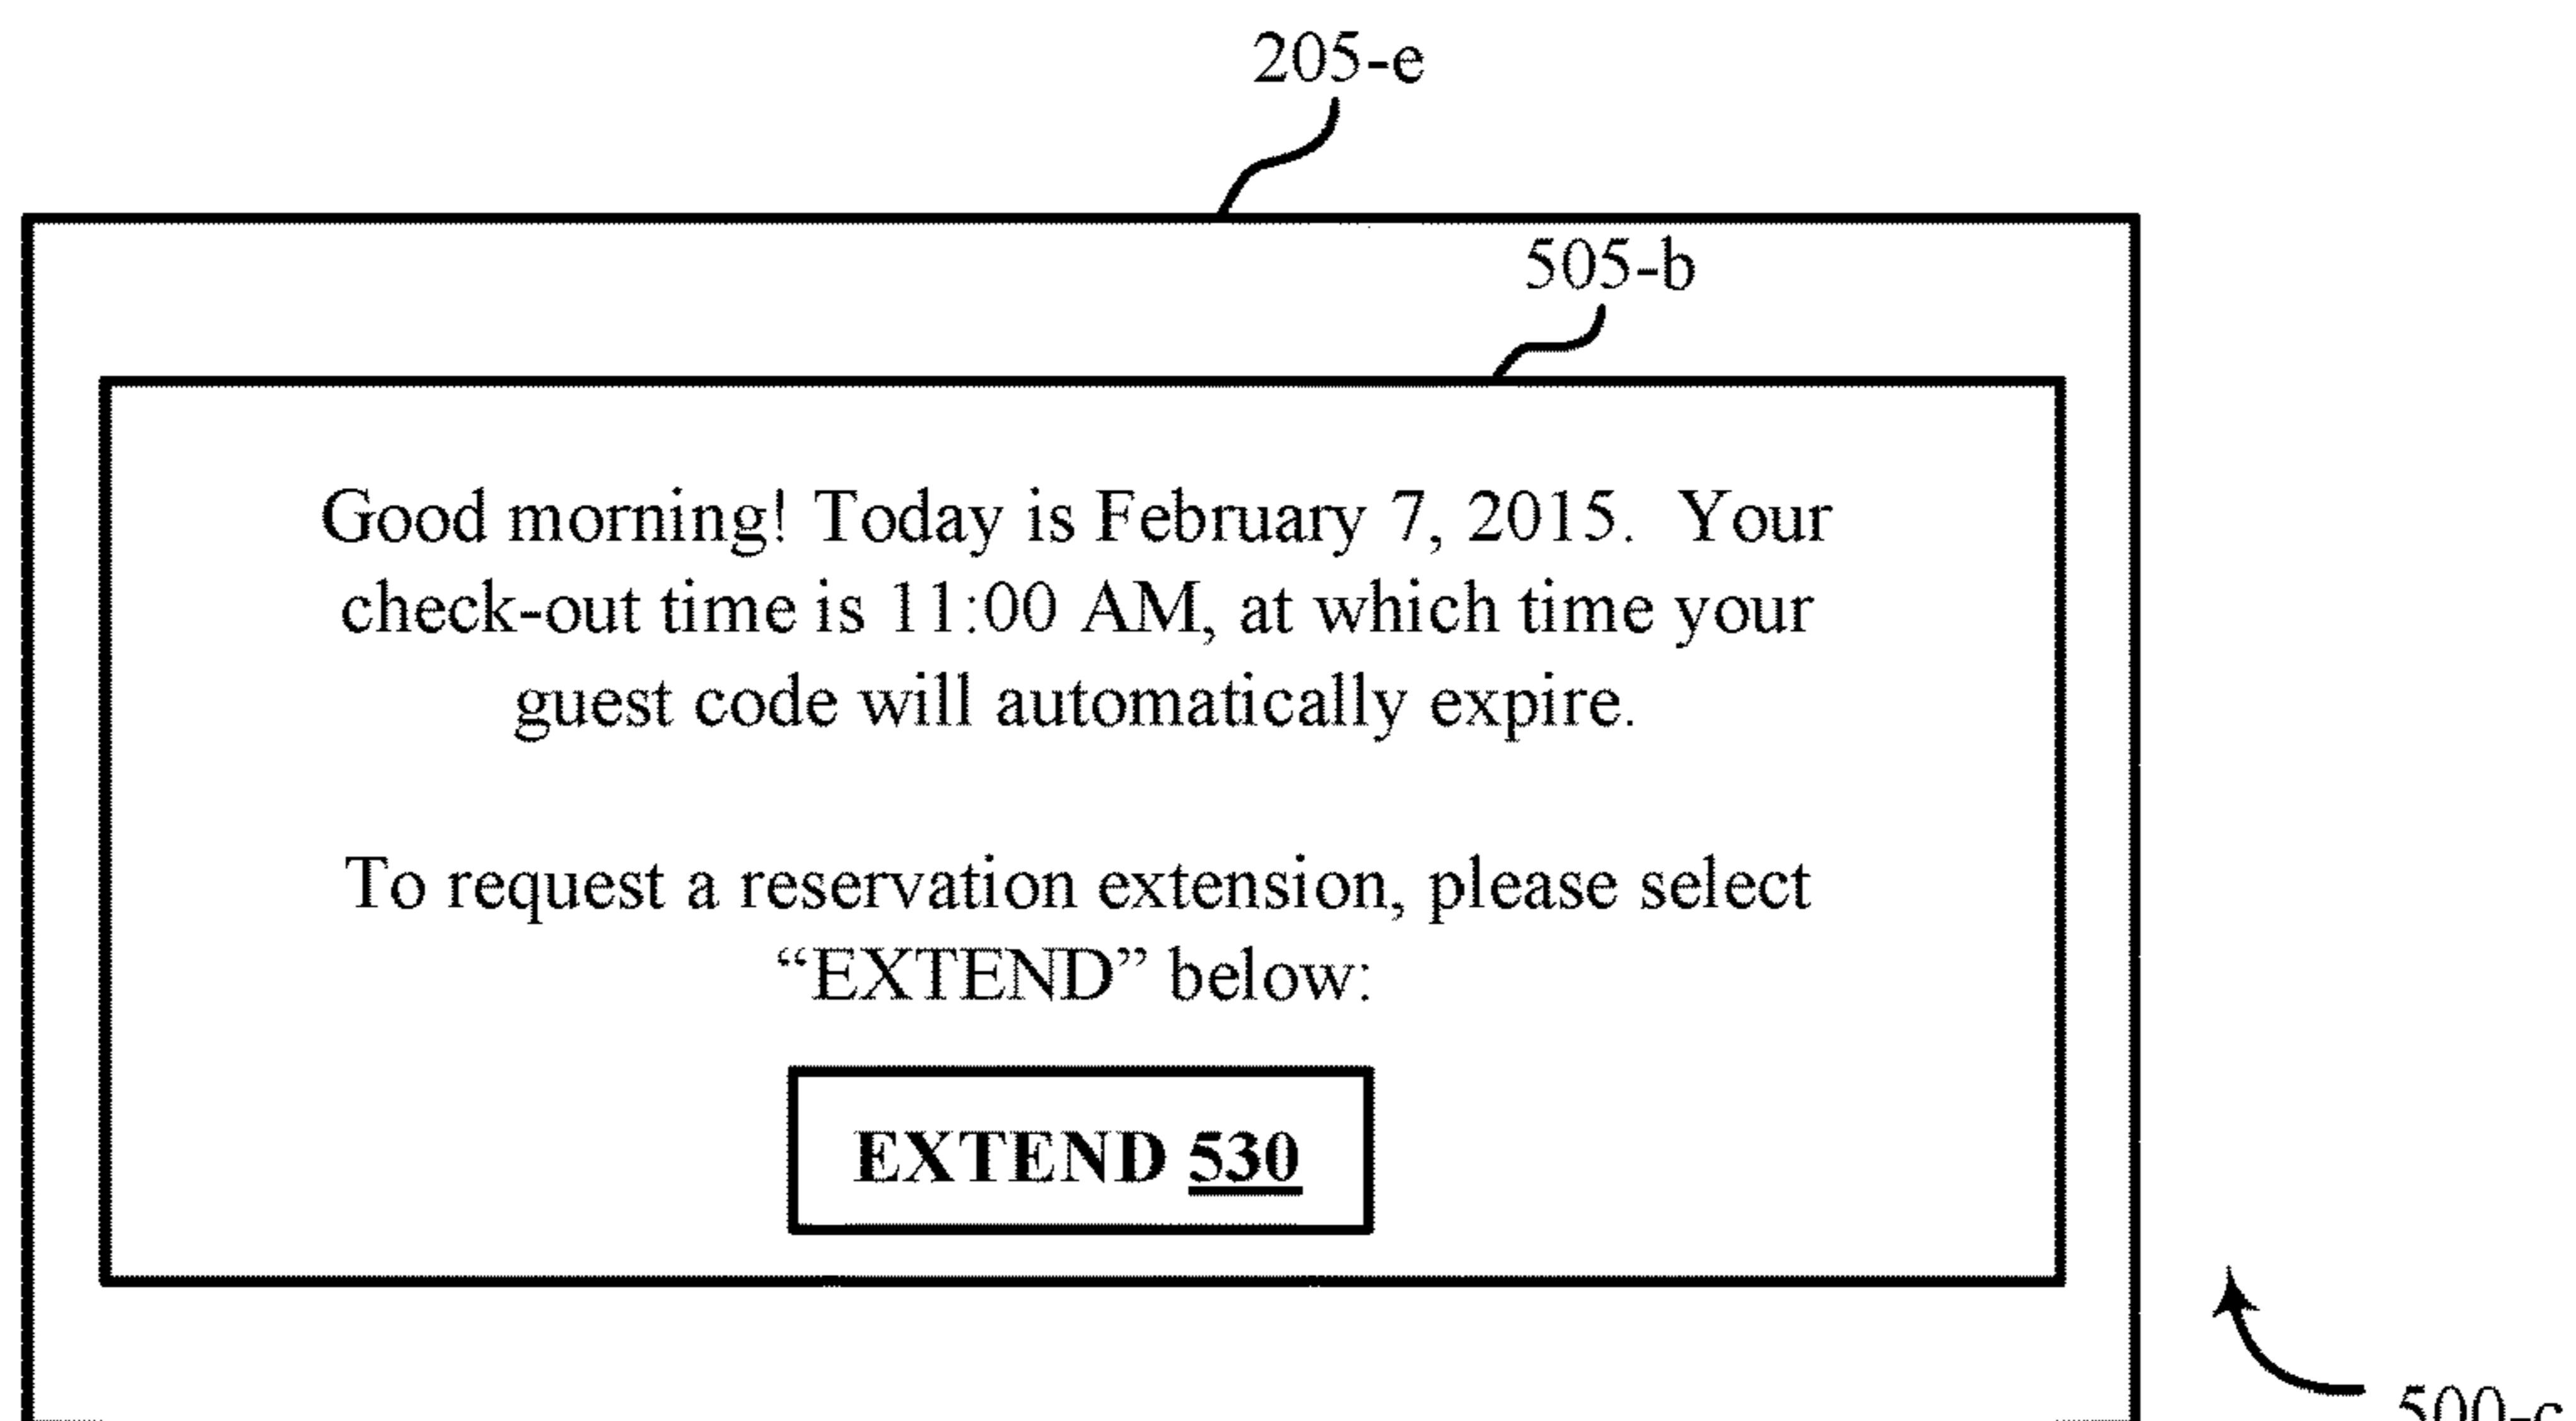 205-e
505-b
Good morning! Today is February 7, 2015. Your
check-out time is 11:00 AM, at which time your
guest code will automatically expire.
To request a reservation extension, please select
“EXTEND” below:
EXTEND 530
500-c